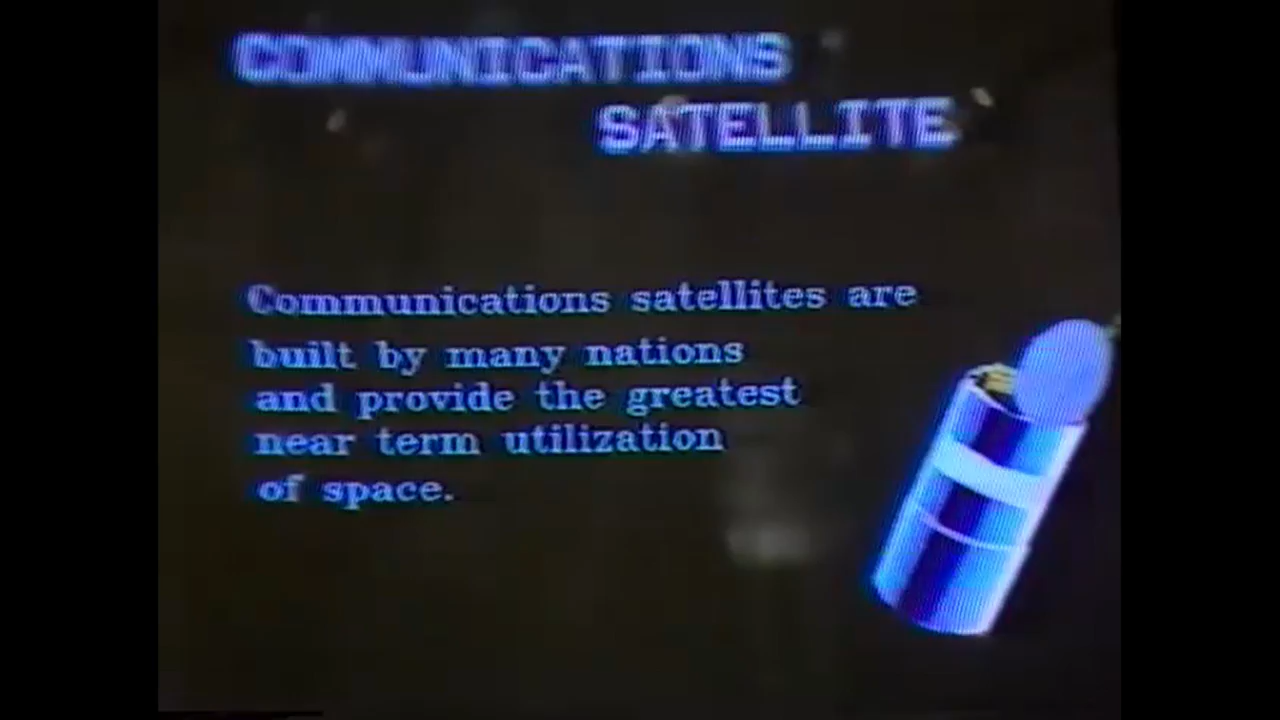 COMMUNICATIONS
SATELLITE
Communications satellites are
built by many nations
and provide the greatest
near term utilization
of space.